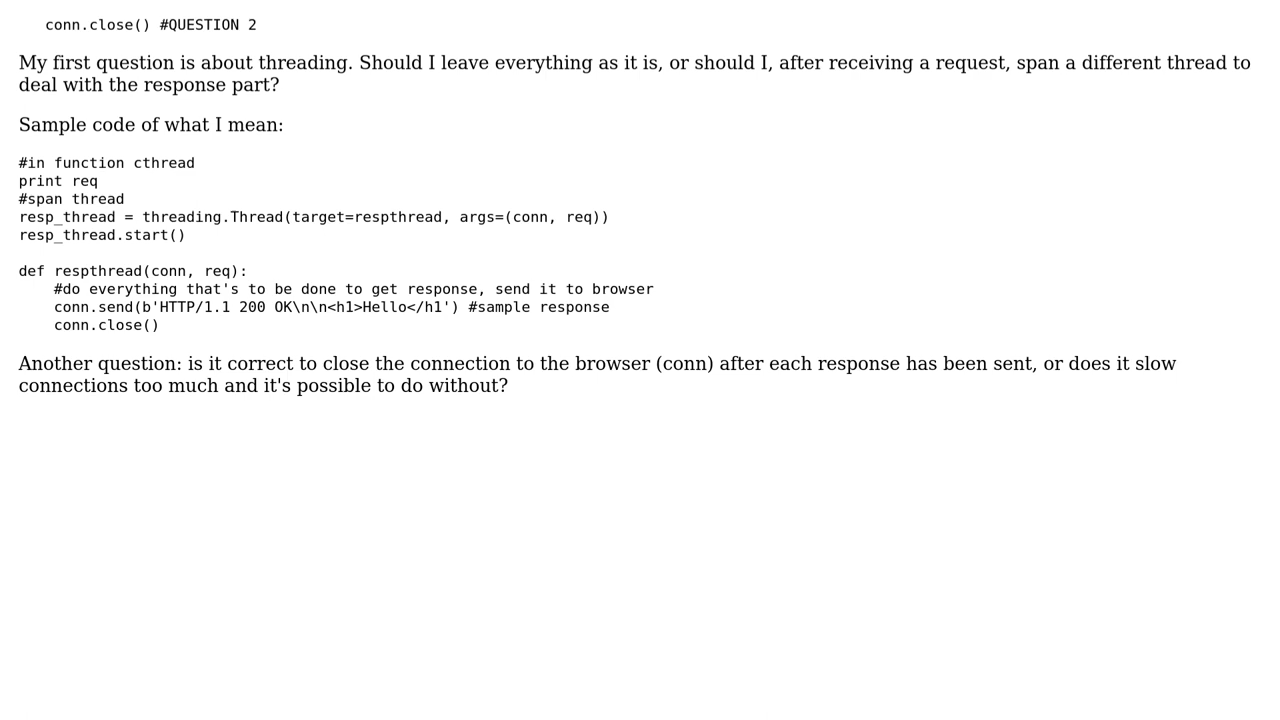 conn.close() #QUESTION 2
My first question is about threading. Should I leave everything as it is, or should I, after receiving a request, span a different thread to
deal with the response part?
Sample code of what I mean:
#in function cthread
print req
#span thread
resp_thread = threading.Thread(target=respthread, args=(conn, req))
resp_thread.start()
def respthread(conn, req):
    #do everything that's to be done to get response, send it to browser
    conn.send(b'HTTP/1.1 200 OK\n\n<h1>Hello</h1') #sample response
    conn.close()
Another question: is it correct to close the connection to the browser (conn) after each response has been sent, or does it slow
connections too much and it's possible to do without?